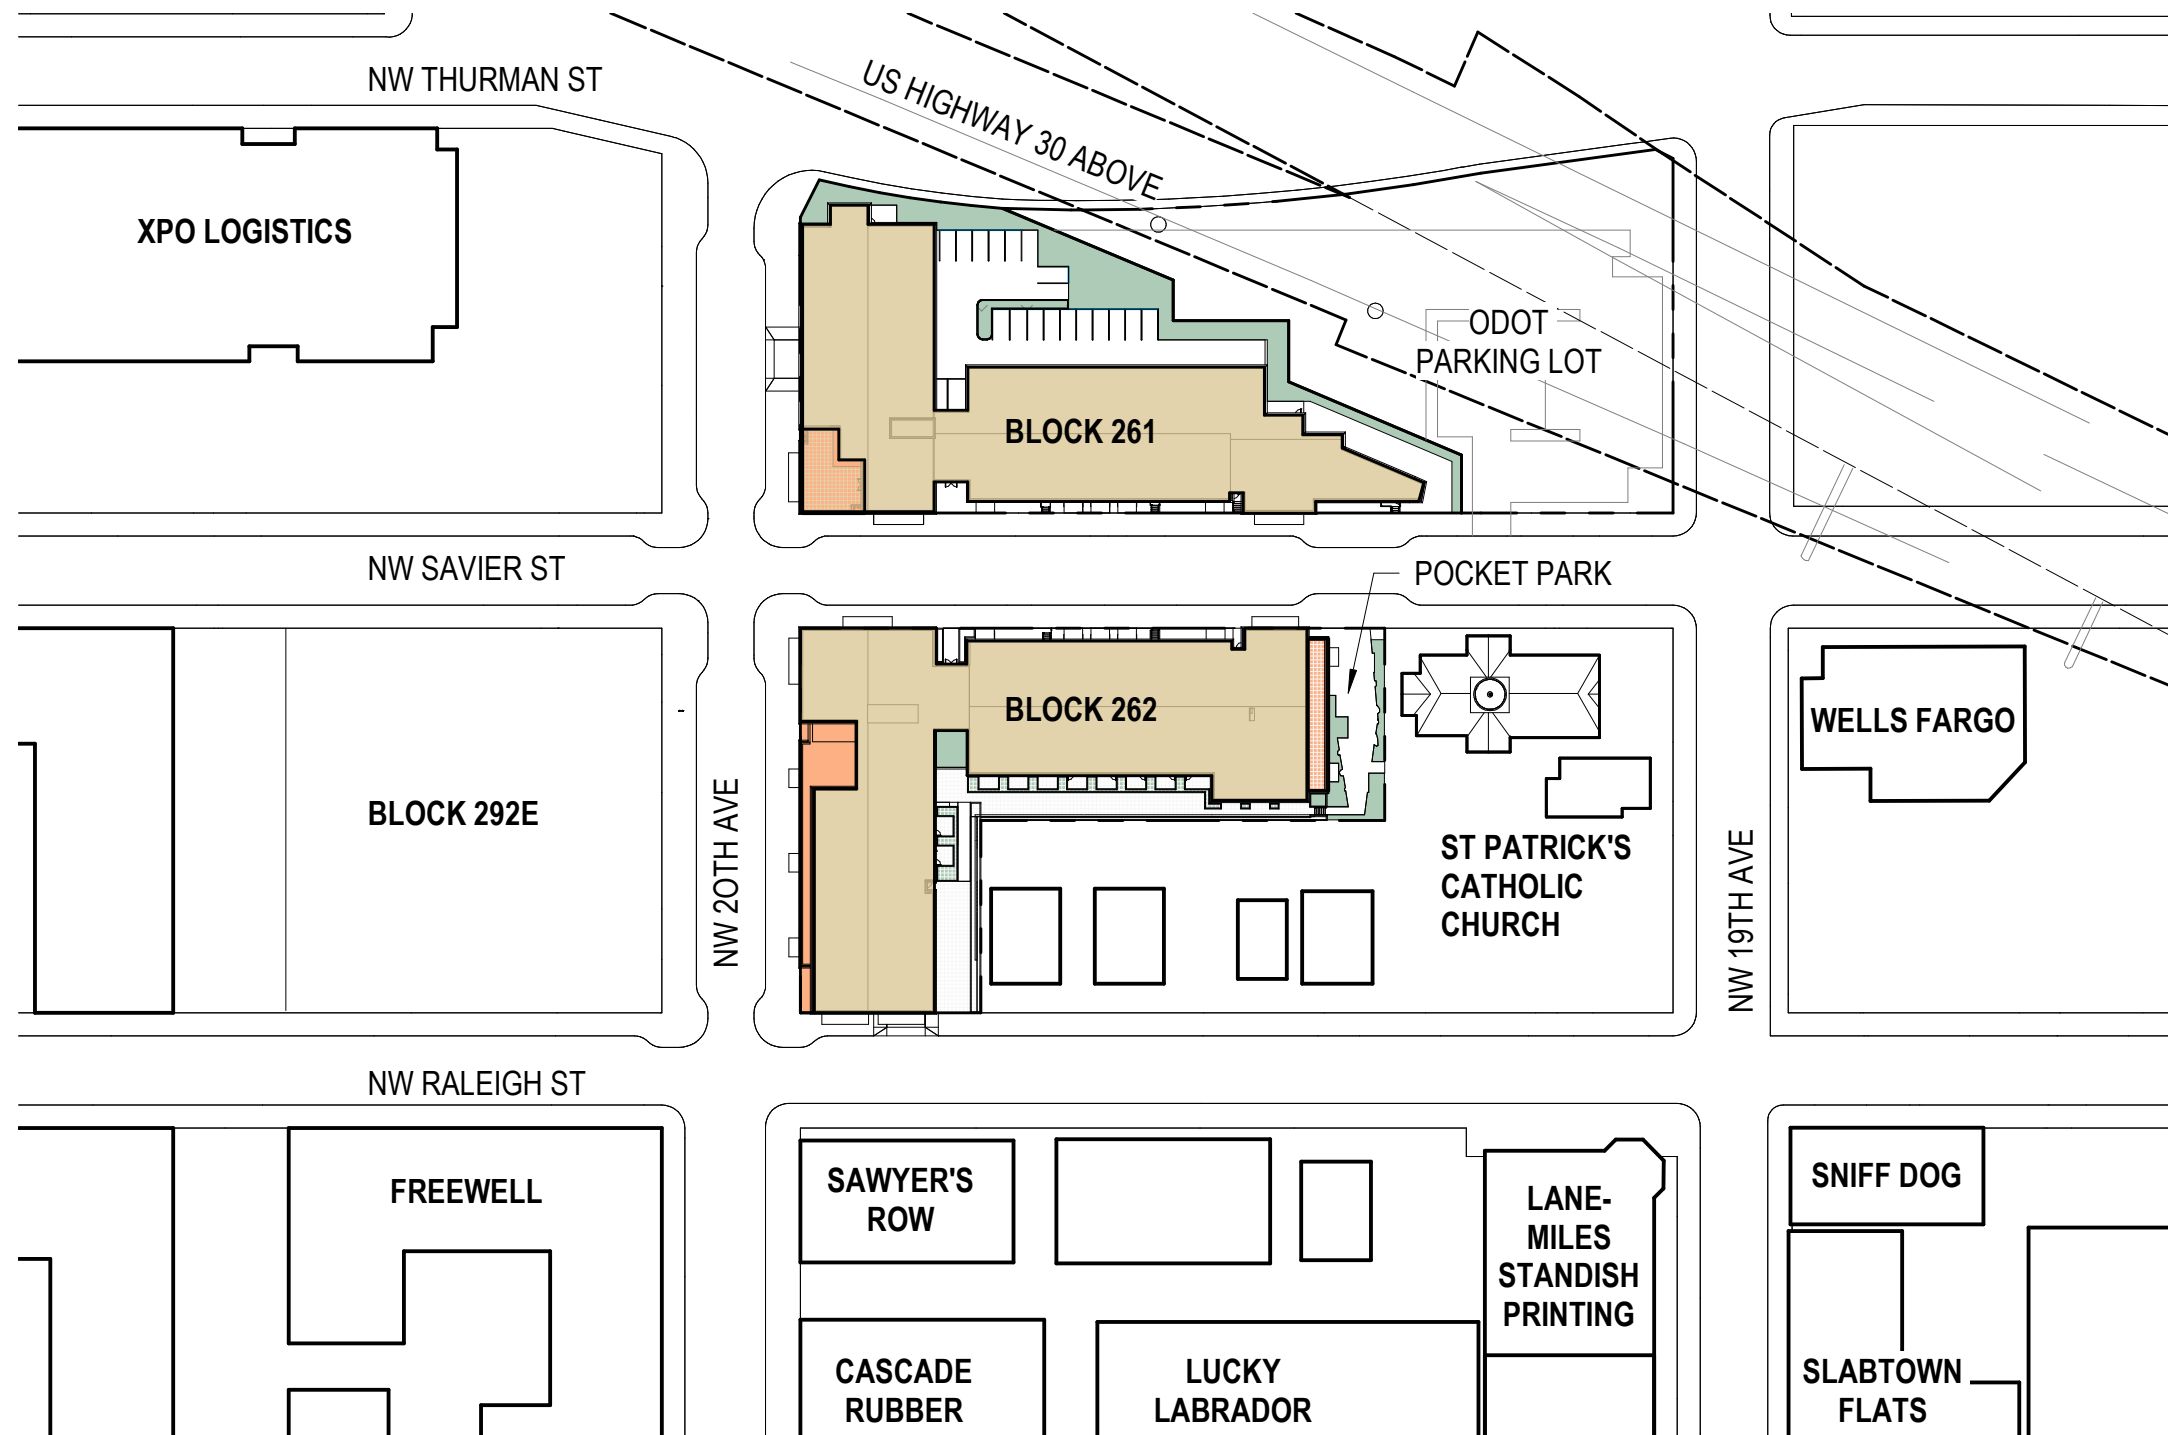 NW THURMAN ST
US HIGHWAY 30 ABOVE
XPO LOGISTICS
ODOT
PARKING LOT
BLOCK 261
NW SAVIER ST
POCKET PARK
BLOCK 262
WELLS FARGO
BLOCK 292E
NW 20TH AVE
ST PATRICK'S
CATHOLIC
CHURCH
NW 19TH AVE
NW RALEIGH ST
FREEWELL
SAWYER'S
ROW
LANE-
MILES
STANDISH
PRINTING
SNIFF DOG
CASCADE
RUBBER
LUCKY
LABRADOR
SLABTOWN
FLATS